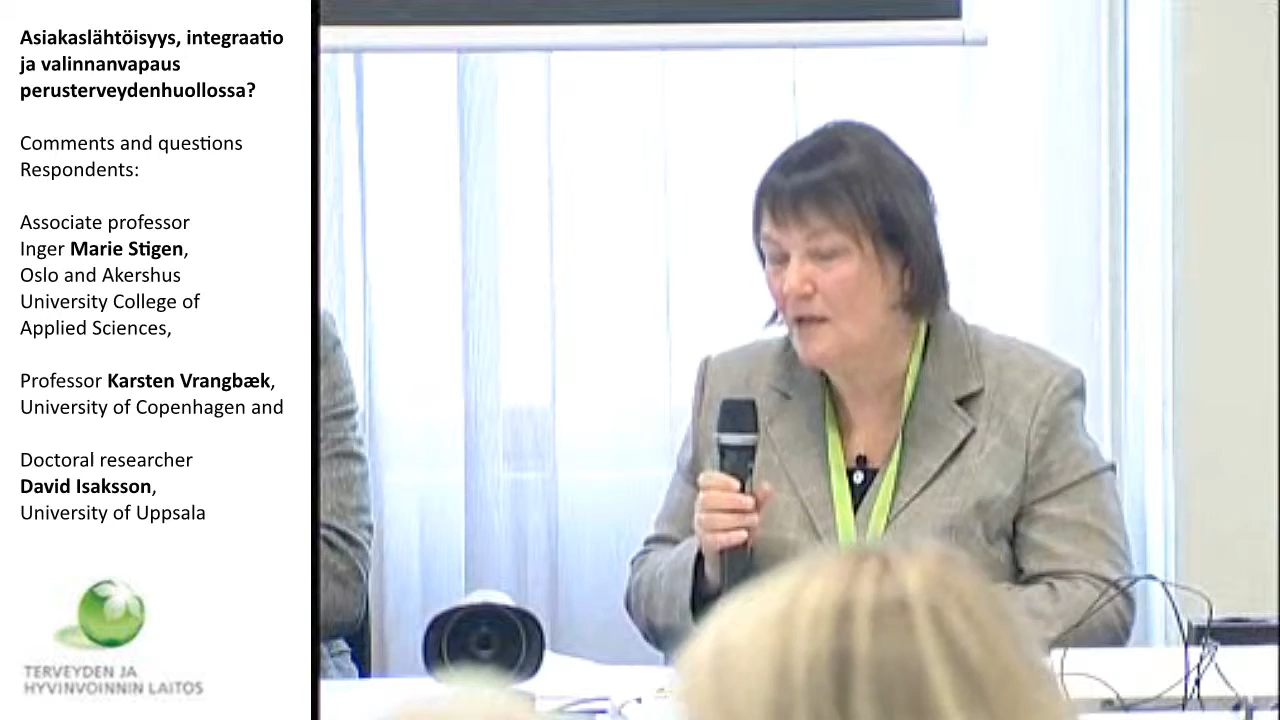 Asiakaslähtöisyys, integraatio
ja valinnanvapaus
perusterveydenhuollossa?
Comments and questions
Respondents:
Associate professor
Inger Marie Stigen,
Oslo and Akershus
University College of
Applied Sciences,
Professor Karsten Vrangbæk,
University of Copenhagen and
Doctoral researcher
David Isaksson,
University of Uppsala
TERVEYDEN JA
HYVINVOINNIN LAITOS